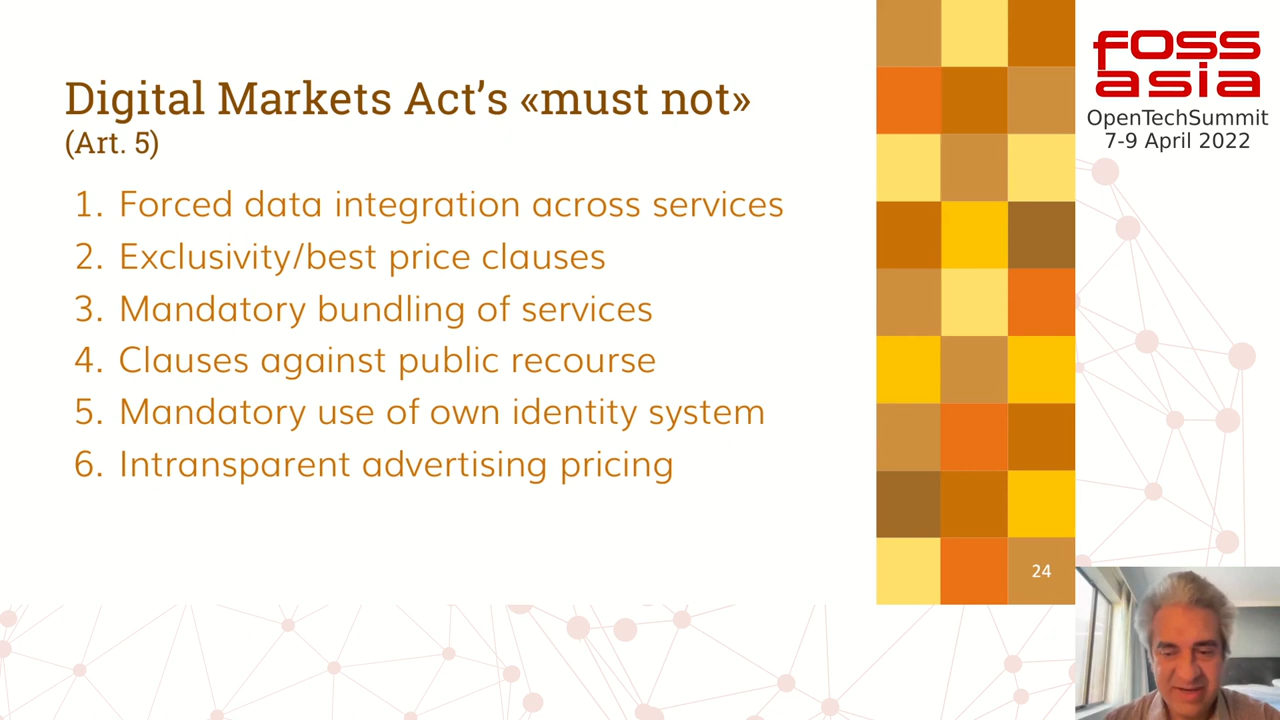 Digital Markets Act’s «must not»
(Art. 5)
1. Forced data integration across services
2. Exclusivity/best price clauses
3. Mandatory bundling of services
4. Clauses against public recourse
5. Mandatory use of own identity system
6. Intransparent advertising pricing
24
foss
asia
OpenTechSummit
7-9 April 2022